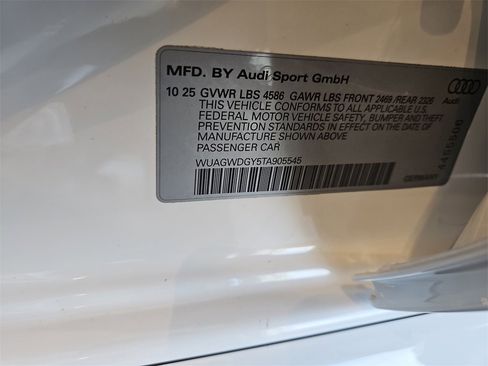 MFD. BY Audi Sport GmbH
10 25 GVWR LBS 4586 GAWR LBS FRONT 2469 /REAR 2326
THIS VEHICLE CONFORMS TO ALL APPLICABLE U.S.
FEDERAL MOTOR VEHICLE SAFETY, BUMPER AND THEFT
PREVENTION STANDARDS IN EFFECT ON THE DATE OF
MANUFACTURE SHOWN ABOVE
PASSENGER CAR
WUAGWDGY5TA905545
Audi
GERMANY